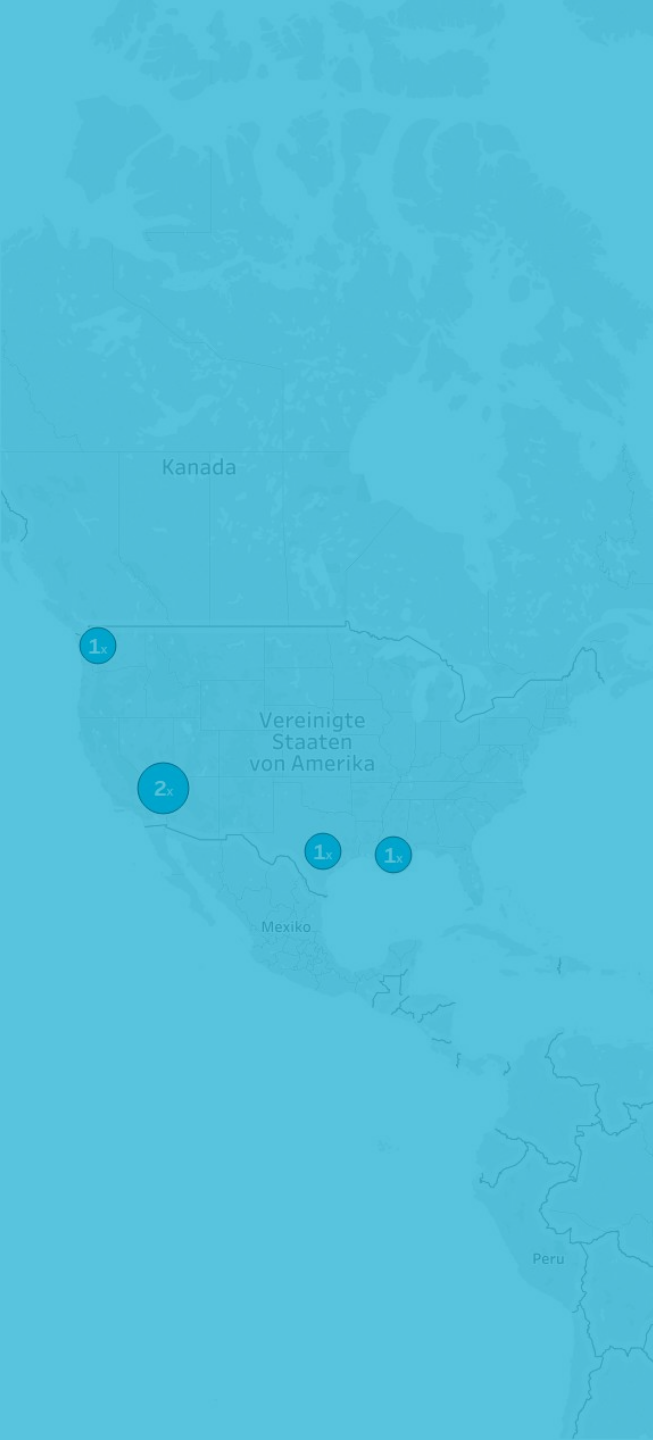 Kanada
1x
Vereinigte
Staaten
von Amerika
2x
1x
1x
Mexiko
Peru